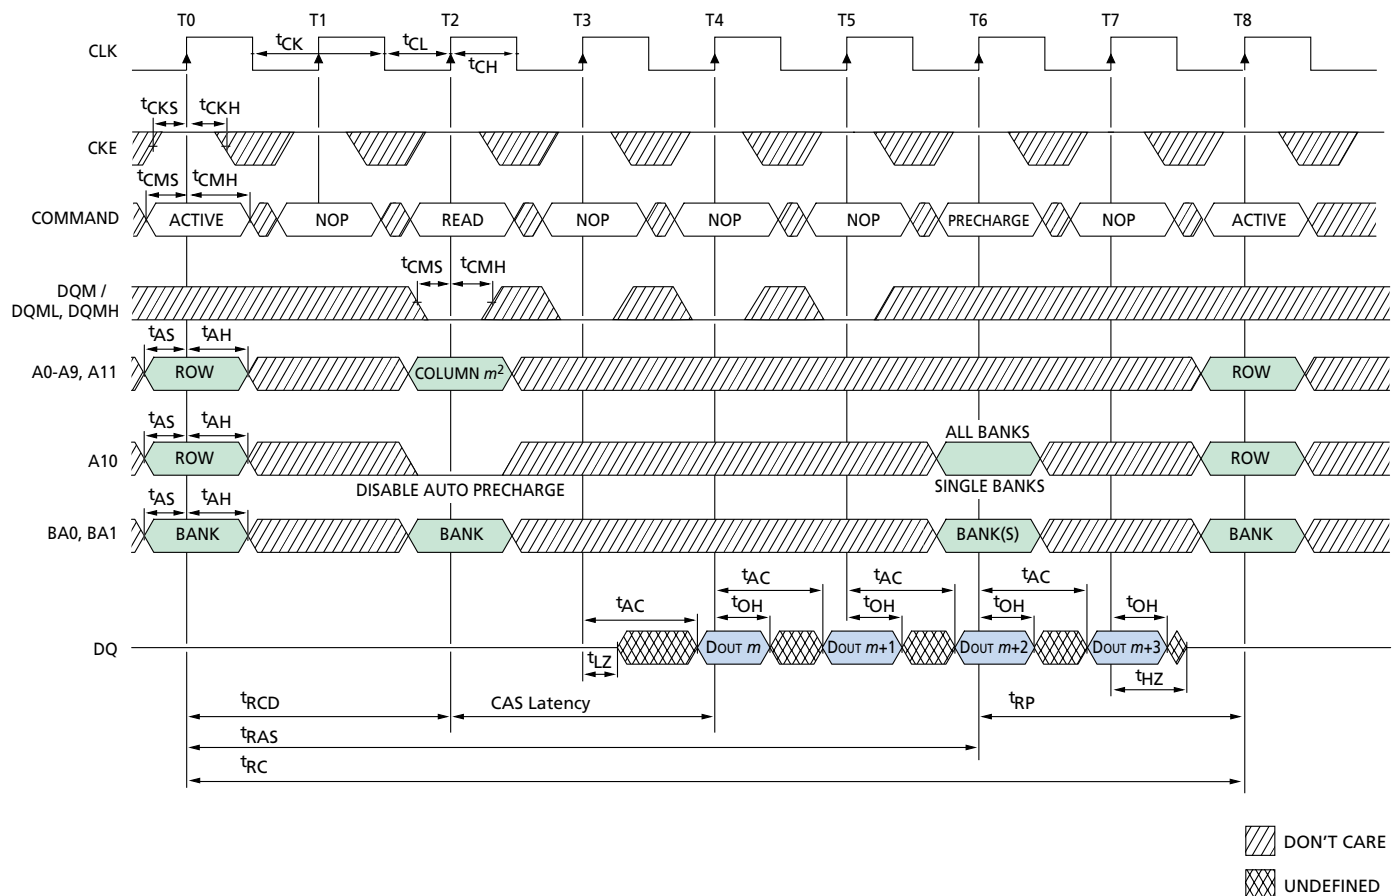 T0 T1 T2 T3 T4 T5 T6 T7 T8
CLK
tCK tCL
tCH
tCKS tCKH
CKE
tCMS tCMH
COMMAND ACTIVE NOP READ NOP NOP NOP PRECHARGE NOP ACTIVE
tCMS tCMH
DQM /
DQML, DQMH
tAS tAH
A0-A9, A11 ROW COLUMN m2 ROW
tAS tAH
ALL BANKS
A10 ROW ROW
DISABLE AUTO PRECHARGE SINGLE BANKS
tAS tAH
BA0, BA1 BANK BANK BANK(S) BANK
tAC tAC tAC
tAC tOH tOH tOH tOH
DQ DOUT m DOUT m+1 DOUT m+2 DOUT m+3
tLZ tHZ
tRCD CAS Latency tRP
tRAS
tRC
DON'T CARE
UNDEFINED